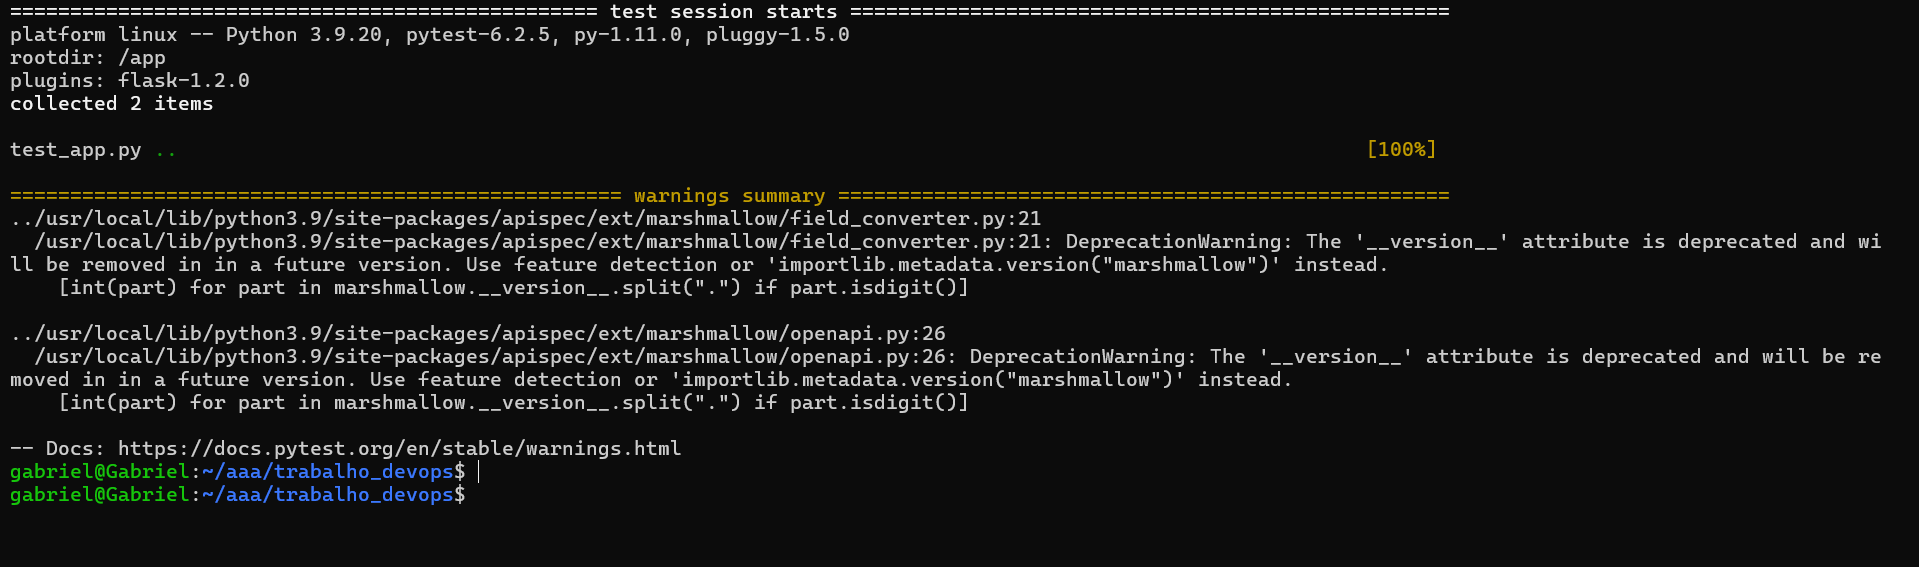 ================================================= test session starts ==================================================
platform linux -- Python 3.9.20, pytest-6.2.5, py-1.11.0, pluggy-1.5.0
rootdir: /app
plugins: flask-1.2.0
collected 2 items
test_app.py .. [100%]
=================================================== warnings summary ===================================================
../usr/local/lib/python3.9/site-packages/apispec/ext/marshmallow/field_converter.py:21
/usr/local/lib/python3.9/site-packages/apispec/ext/marshmallow/field_converter.py:21: DeprecationWarning: The '__version__' attribute is deprecated and wi
ll be removed in in a future version. Use feature detection or 'importlib.metadata.version("marshmallow")' instead.
[int(part) for part in marshmallow.__version__.split(".") if part.isdigit()]
../usr/local/lib/python3.9/site-packages/apispec/ext/marshmallow/openapi.py:26
/usr/local/lib/python3.9/site-packages/apispec/ext/marshmallow/openapi.py:26: DeprecationWarning: The '__version__' attribute is deprecated and will be re
moved in in a future version. Use feature detection or 'importlib.metadata.version("marshmallow")' instead.
[int(part) for part in marshmallow.__version__.split(".") if part.isdigit()]
-- Docs: https://docs.pytest.org/en/stable/warnings.html
gabriel@Gabriel:~/aaa/trabalho_devops$
gabriel@Gabriel:~/aaa/trabalho_devops$